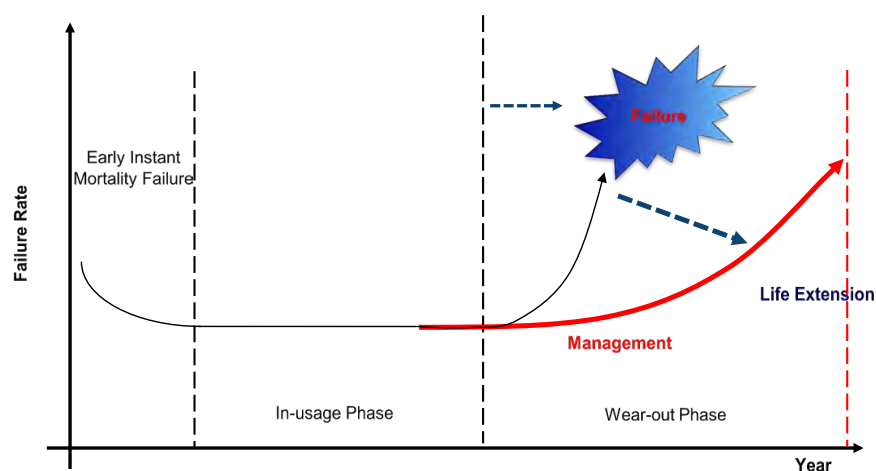 Failure
Early Instant
Mortality Failure
Failure Rate
Life Extension
Management
In-usage Phase
Wear-out Phase
Year